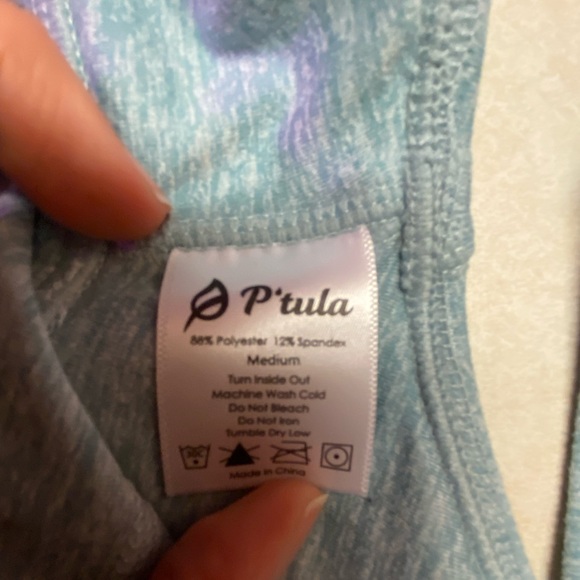 P'tula
88% Polyester 12% Spandex
Medium
Turn Inside Out
Machine Wash Cold
Do Not Bleach
Do Not Iron
Tumble Dry Low
30C
Made in China